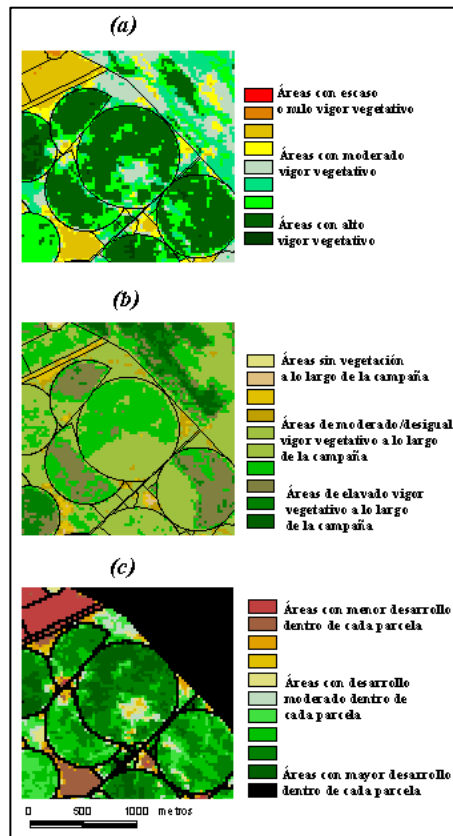 (a)
Áreas con escaso
o nulo vigor vegetativo
Áreas con moderado
vigor vegetativo
Áreas con alto
vigor vegetativo
(b)
Áreas sin vegetación
a lo largo de la campaña
Áreas de moderado/desigual
vigor vegetativo a lo largo
de la campaña
Áreas de elavado vigor
vegetativo a lo largo
de la campaña
(c)
Áreas con menor desarrollo
dentro de cada parcela
Áreas con desarrollo
moderado dentro de
cada parcela
Áreas con mayor desarrollo
dentro de cada parcela
0 500 1000 metros